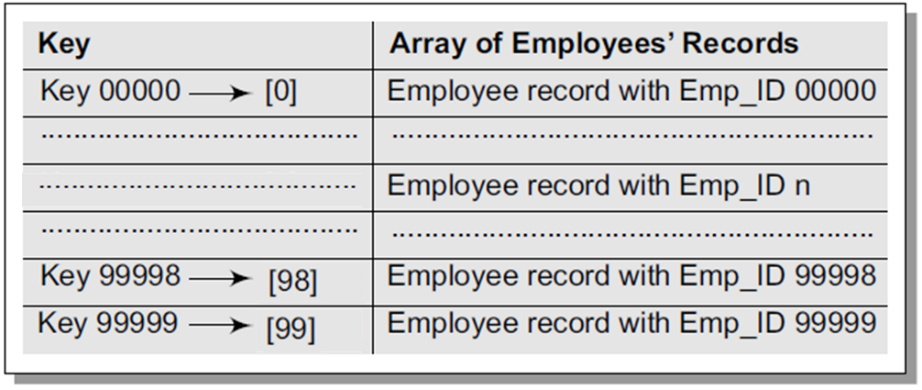 Key Array of Employees’ Records
Key 00000 → [0] Employee record with Emp_ID 00000
....................................... ............................................................
....................................... Employee record with Emp_ID n
....................................... ............................................................
Key 99998 → [98] Employee record with Emp_ID 99998
Key 99999 → [99] Employee record with Emp_ID 99999